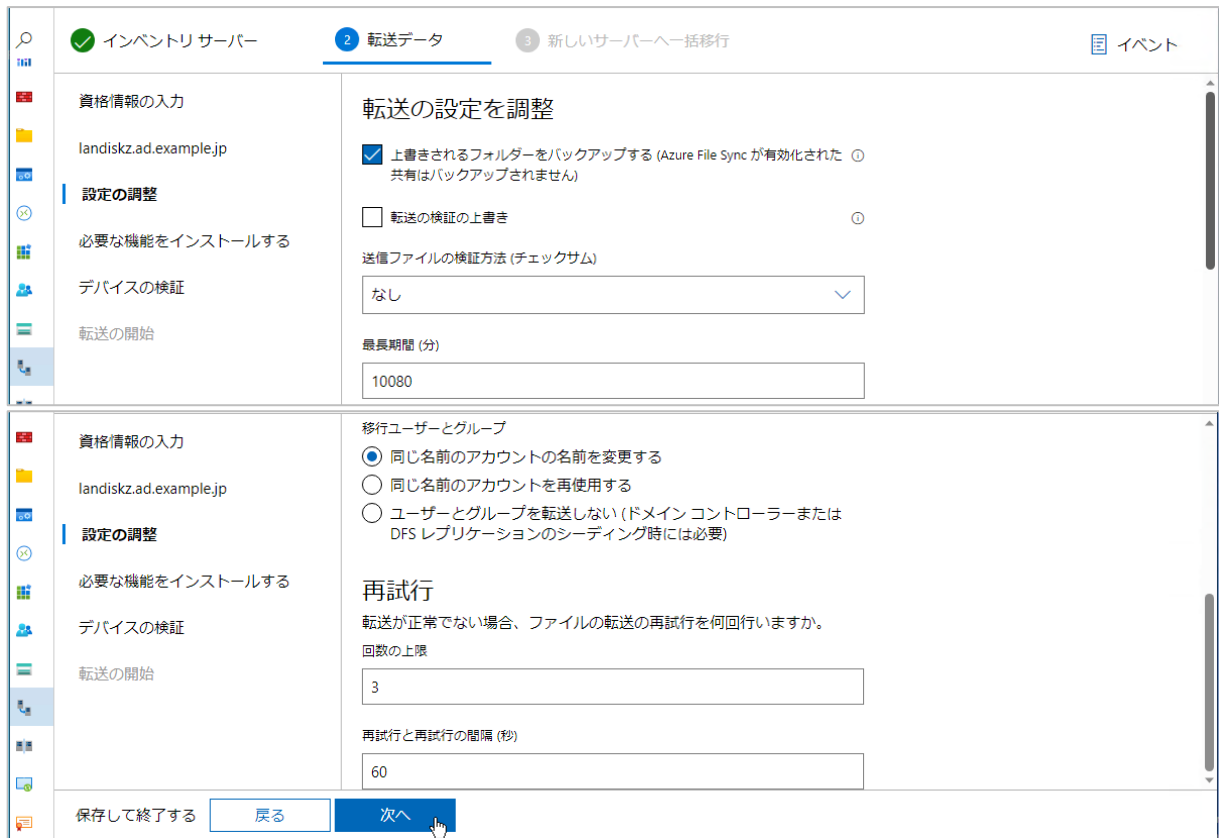 インベントリ サーバー
2 転送データ
3 新しいサーバーへ一括移行
イベント
資格情報の入力
landiskz.ad.example.jp
設定の調整
必要な機能をインストールする
デバイスの検証
転送の開始
転送の設定を調整
上書きされるフォルダーをバックアップする (Azure File Sync が有効化された
共有はバックアップされません)
転送の検証の上書き
送信ファイルの検証方法 (チェックサム)
なし
最長期間 (分)
10080
資格情報の入力
landiskz.ad.example.jp
設定の調整
必要な機能をインストールする
デバイスの検証
転送の開始
移行ユーザーとグループ
同じ名前のアカウントの名前を変更する
同じ名前のアカウントを再使用する
ユーザーとグループを転送しない (ドメイン コントローラーまたは
DFS レプリケーションのシーディング時には必要)
再試行
転送が正常でない場合、ファイルの転送の再試行を何回行いますか。
回数の上限
3
再試行と再試行の間隔 (秒)
60
保存して終了する
戻る
次へ